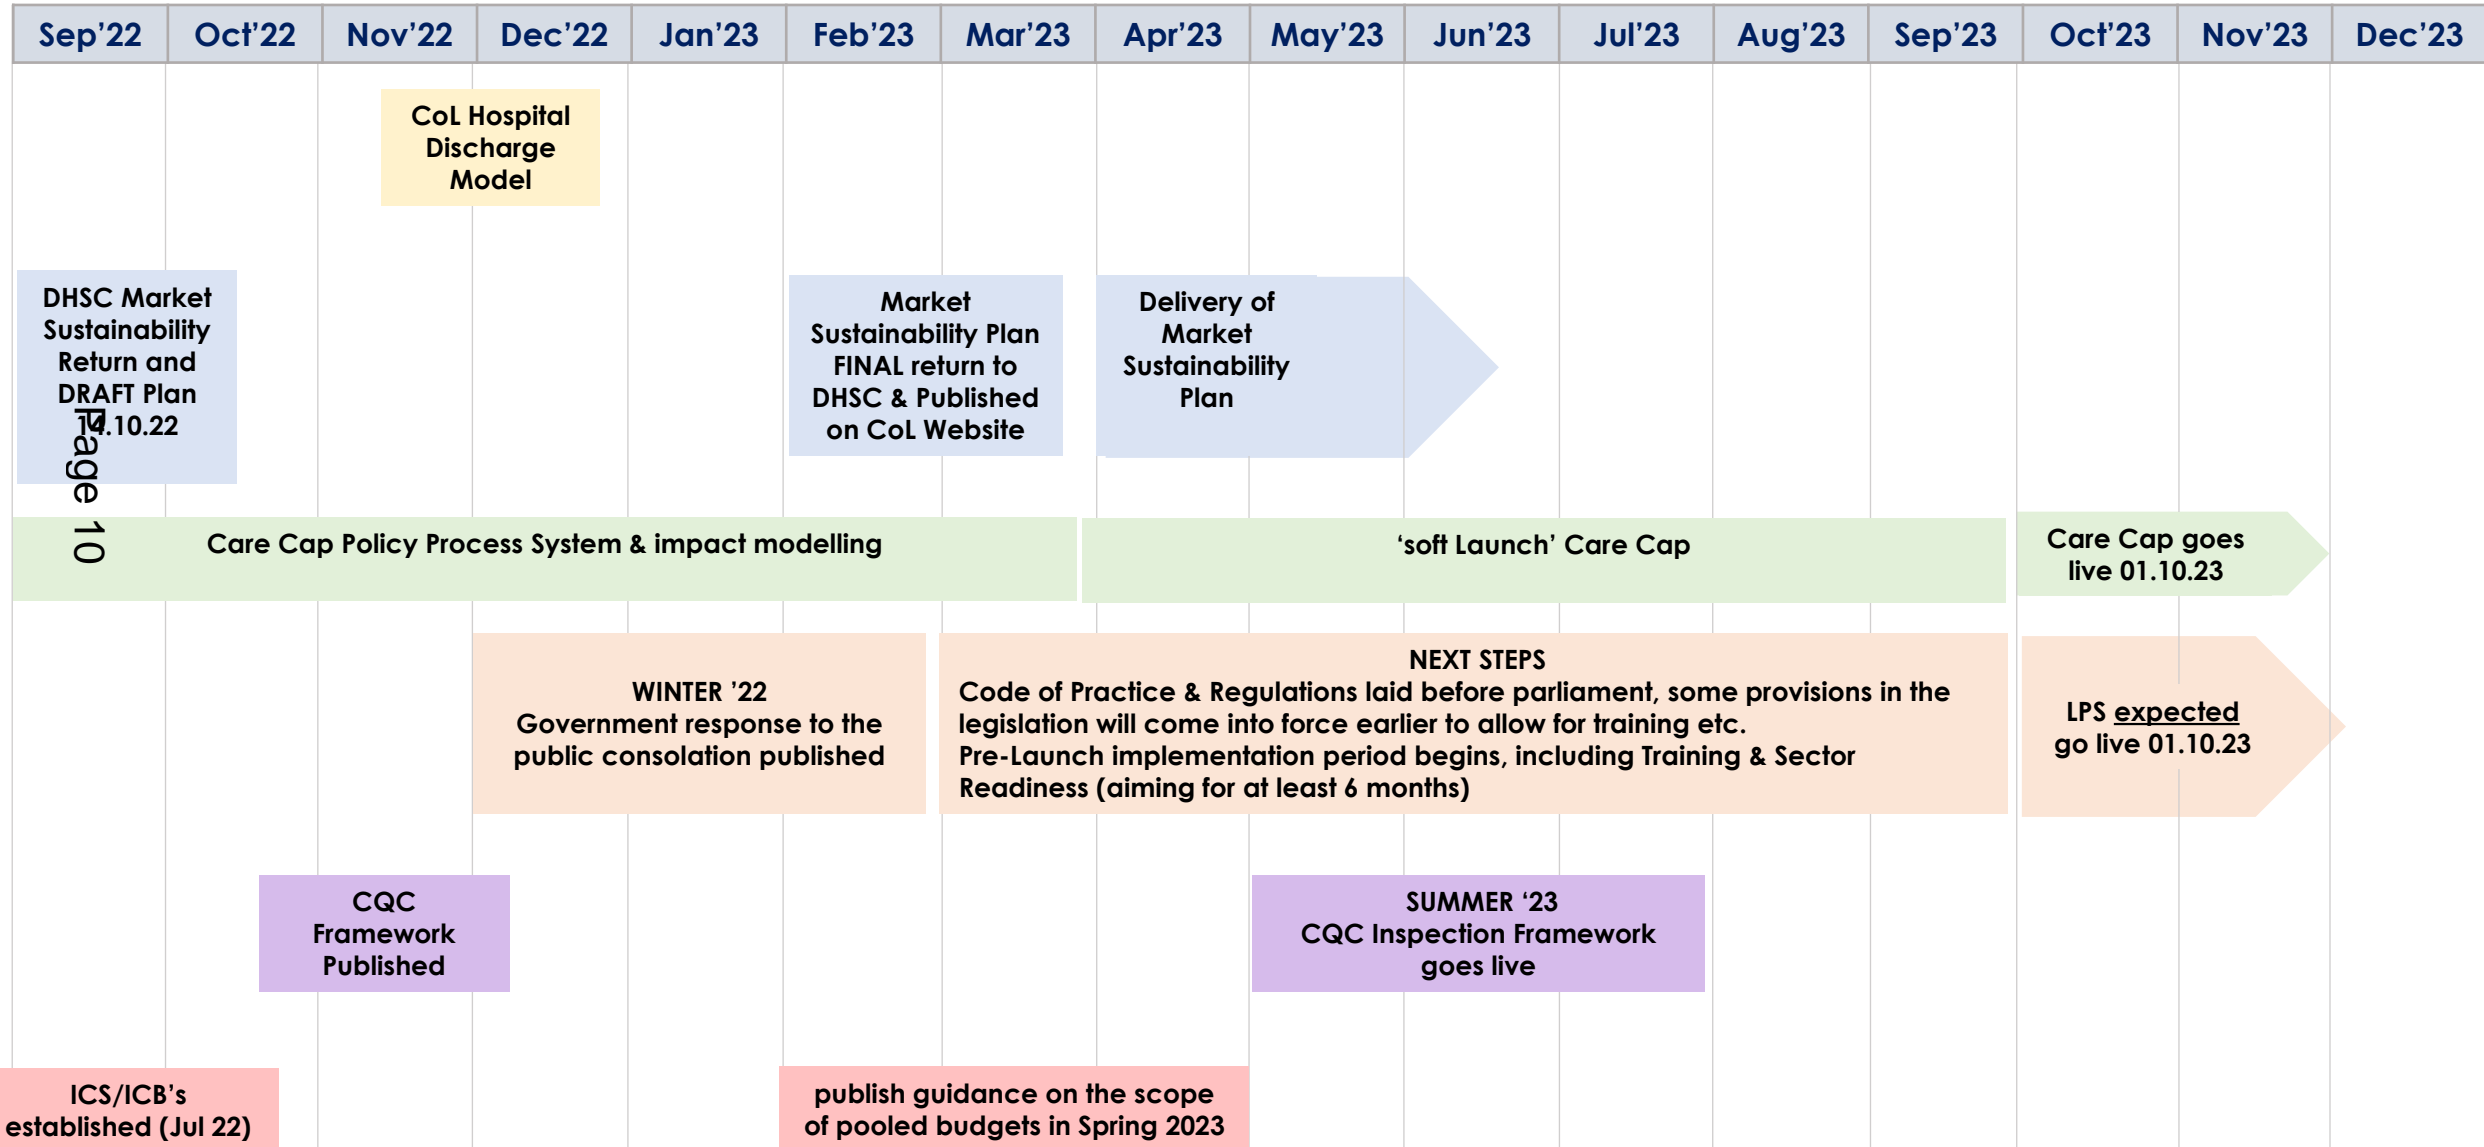 Sep’22 Oct’22 Nov’22 Dec’22 Jan’23 Feb’23 Mar’23 Apr’23 May’23 Jun’23 Jul’23 Aug’23 Sep’23 Oct’23 Nov’23 Dec’23
CoL Hospital
Discharge
Model
DHSC Market
Sustainability
Return and
DRAFT Plan
14.10.22
Market
Sustainability Plan
FINAL return to
DHSC & Published
on CoL Website
Delivery of
Market
Sustainability
Plan
Page 10
Care Cap Policy Process System & impact modelling
‘soft Launch’ Care Cap
Care Cap goes
live 01.10.23
WINTER ’22
Government response to the
public consolation published
NEXT STEPS
Code of Practice & Regulations laid before parliament, some provisions in the
legislation will come into force earlier to allow for training etc.
Pre-Launch implementation period begins, including Training & Sector
Readiness (aiming for at least 6 months)
LPS expected
go live 01.10.23
CQC
Framework
Published
SUMMER ‘23
CQC Inspection Framework
goes live
ICS/ICB’s
established (Jul 22)
publish guidance on the scope
of pooled budgets in Spring 2023